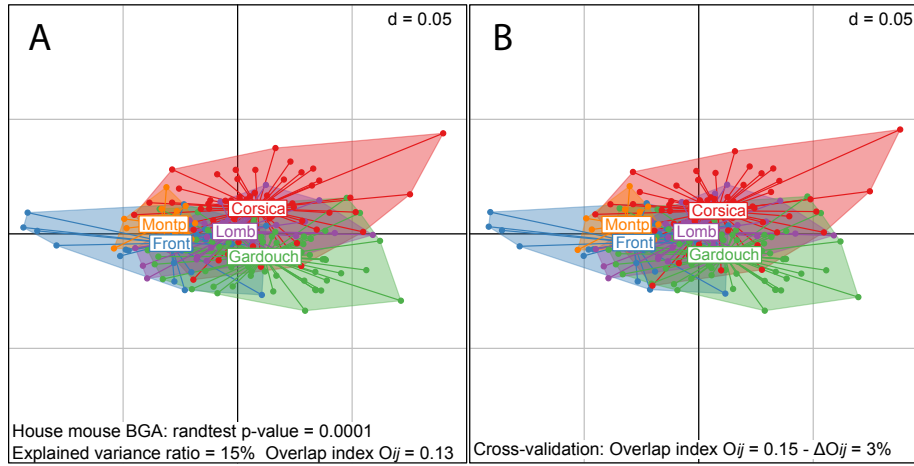 A
d = 0.05
Corsica
Montp
Lomb
Front
Gardouch
House mouse BGA: randtest p-value = 0.0001
Explained variance ratio = 15% Overlap index Oij = 0.13
B
d = 0.05
Corsica
Montp
Lomb
Front
Gardouch
Cross-validation: Overlap index Oij = 0.15 - ΔOij = 3%